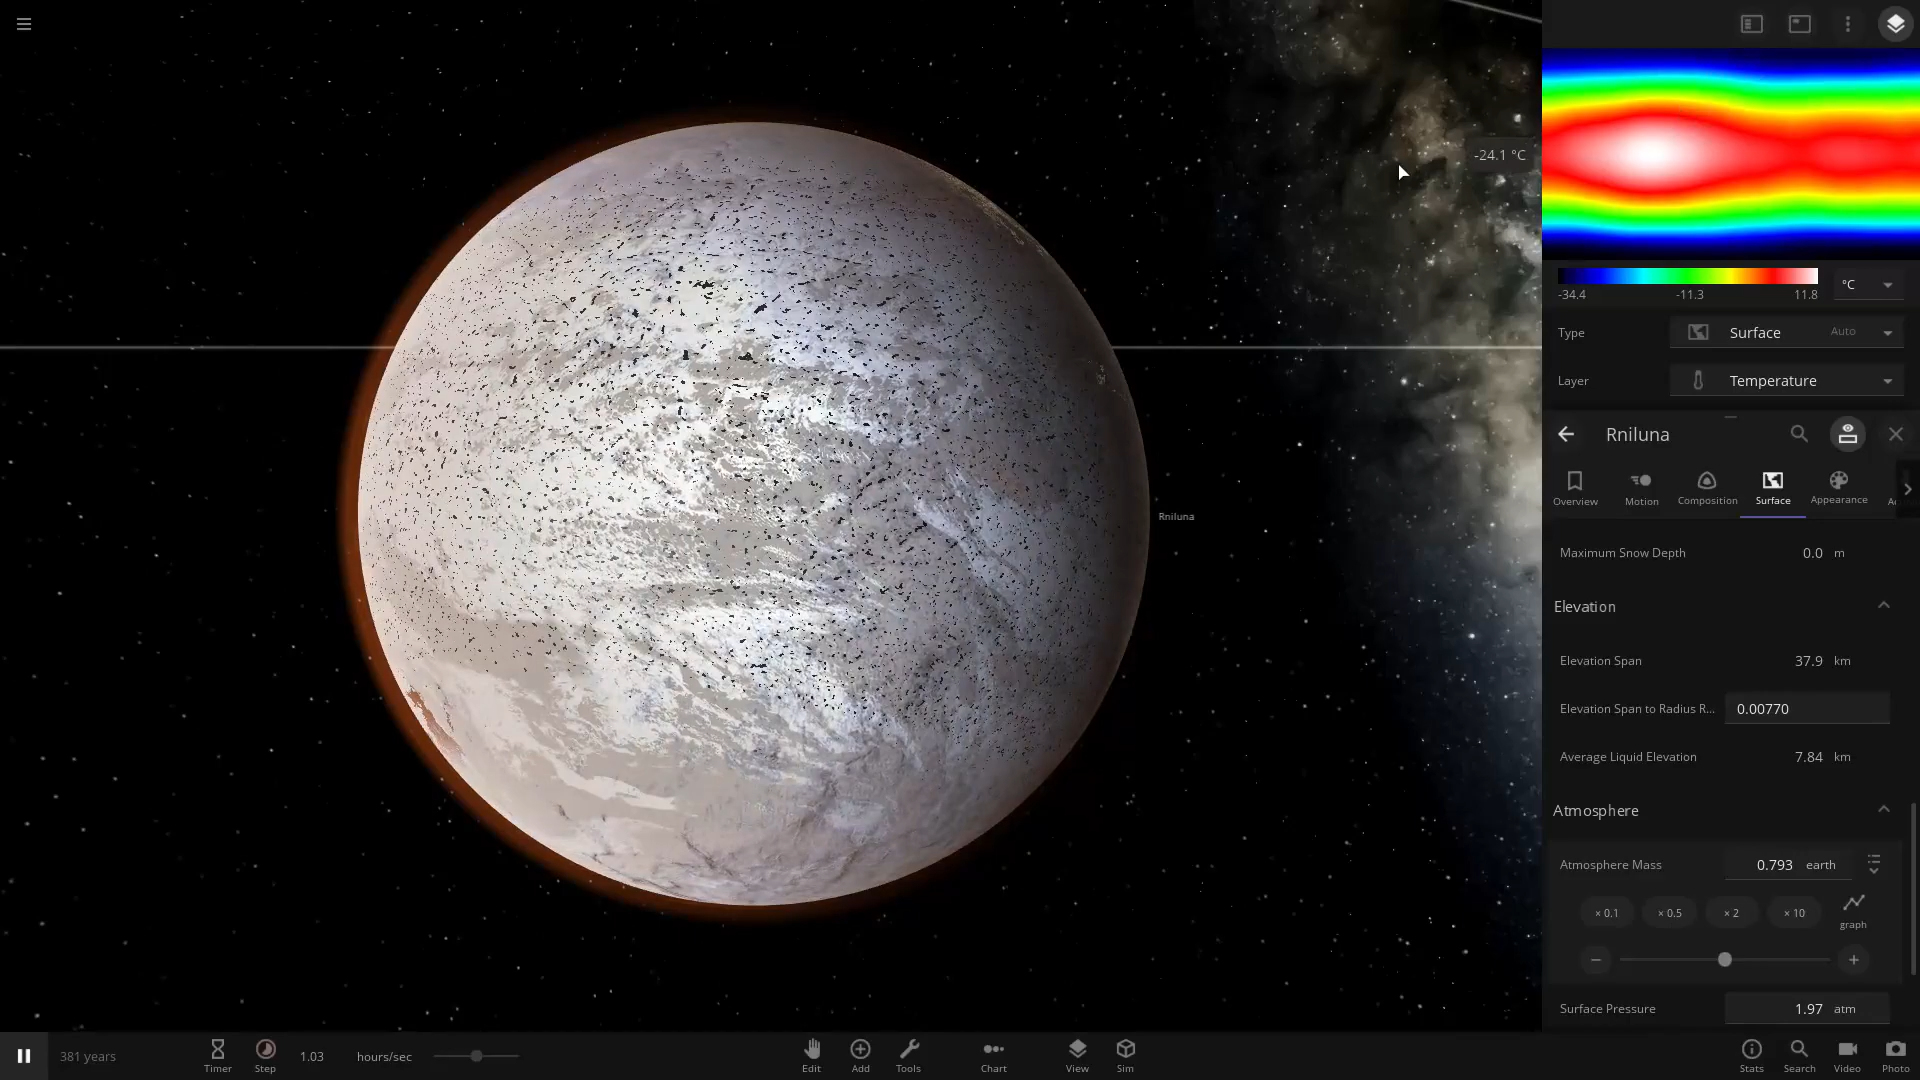 -24.1 °C
-34.4 -11.3 11.8 °C
Type Surface Auto
Layer Temperature
Rniluna
Overview Motion Composition Surface Appearance Ac
Rniluna
Maximum Snow Depth 0.0 m
Elevation
Elevation Span 37.9 km
Elevation Span to Radius R... 0.00770
Average Liquid Elevation 7.84 km
Atmosphere
Atmosphere Mass 0.793 earth
× 0.1 × 0.5 × 2 × 10 graph
Surface Pressure 1.97 atm
381 years Timer Step 1.03 hours/sec Edit Add Tools Chart View Sim Stats Search Video Photo